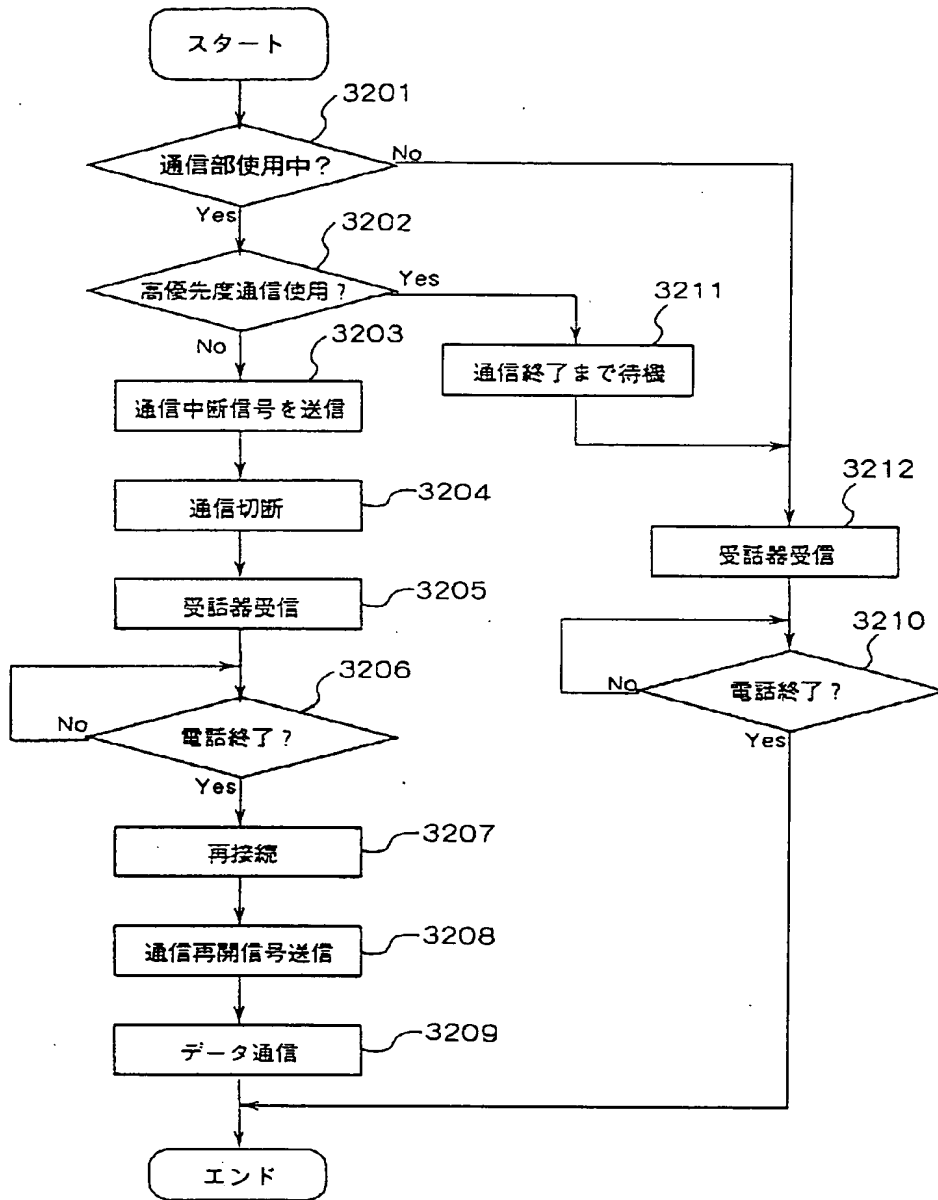 スタート
3201
通信部使用中?
No
Yes
3202
高優先度通信使用?
Yes
No
3203
通信中断信号を送信
3211
通信終了まで待機
3204
通信切断
3212
受話器受信
3205
受話器受信
3206
電話終了?
No
Yes
3210
電話終了?
No
Yes
3207
再接続
3208
通信再開信号送信
3209
データ通信
エンド